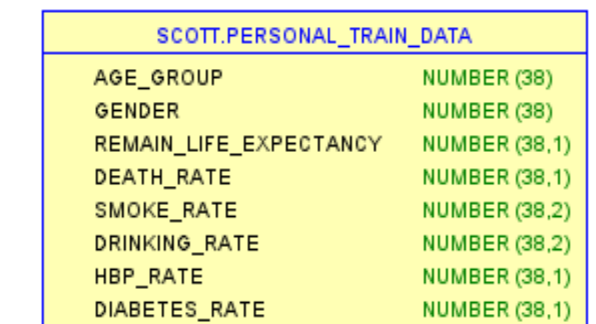 SCOTT.PERSONAL_TRAIN_DATA
AGE_GROUP NUMBER (38)
GENDER NUMBER (38)
REMAIN_LIFE_EXPECTANCY NUMBER (38,1)
DEATH_RATE NUMBER (38,1)
SMOKE_RATE NUMBER (38,2)
DRINKING_RATE NUMBER (38,2)
HBP_RATE NUMBER (38,1)
DIABETES_RATE NUMBER (38,1)